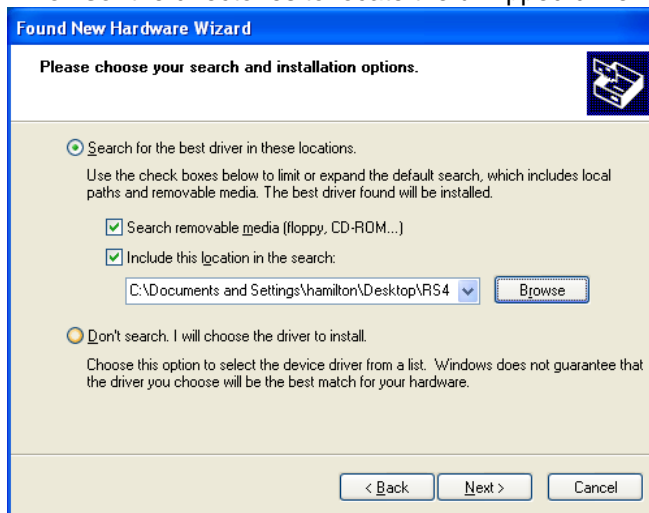 Found New Hardware Wizard
Please choose your search and installation options.
Search for the best driver in these locations.
Use the check boxes below to limit or expand the default search, which includes local
paths and removable media. The best driver found will be installed.
Search removable media (floppy, CD-ROM...)
Include this location in the search:
C:\Documents and Settings\hamilton\Desktop\RS4
Browse
Don't search. I will choose the driver to install.
Choose this option to select the device driver from a list. Windows does not guarantee that
the driver you choose will be the best match for your hardware.
< Back Next > Cancel